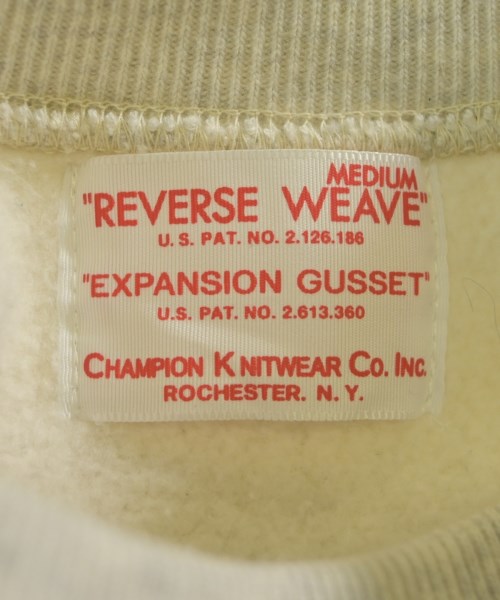 MEDIUM
"REVERSE WEAVE"
U.S. PAT. NO. 2.126.186
"EXPANSION GUSSET"
U.S. PAT. NO. 2.613.360
CHAMPION KNITWEAR CO. INC.
ROCHESTER. N.Y.